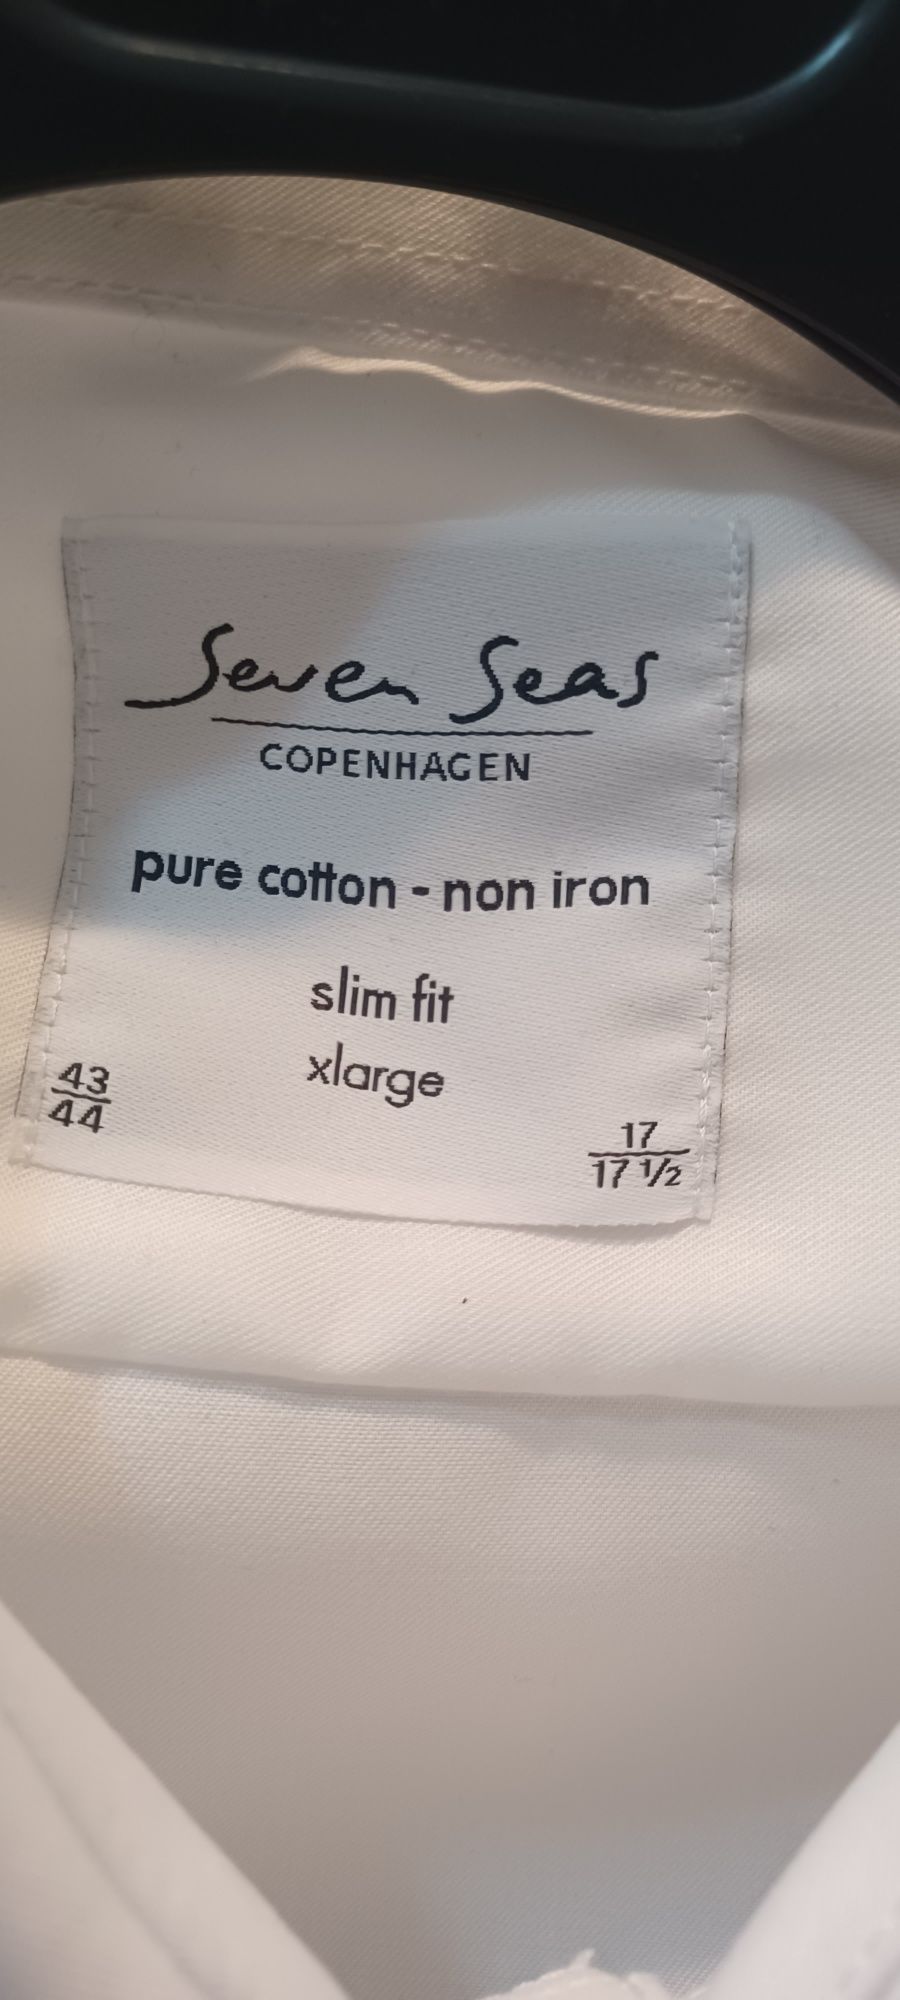 Seven Seas
COPENHAGEN
pure cotton - non iron
slim fit
xlarge
43
44
17
17 ½